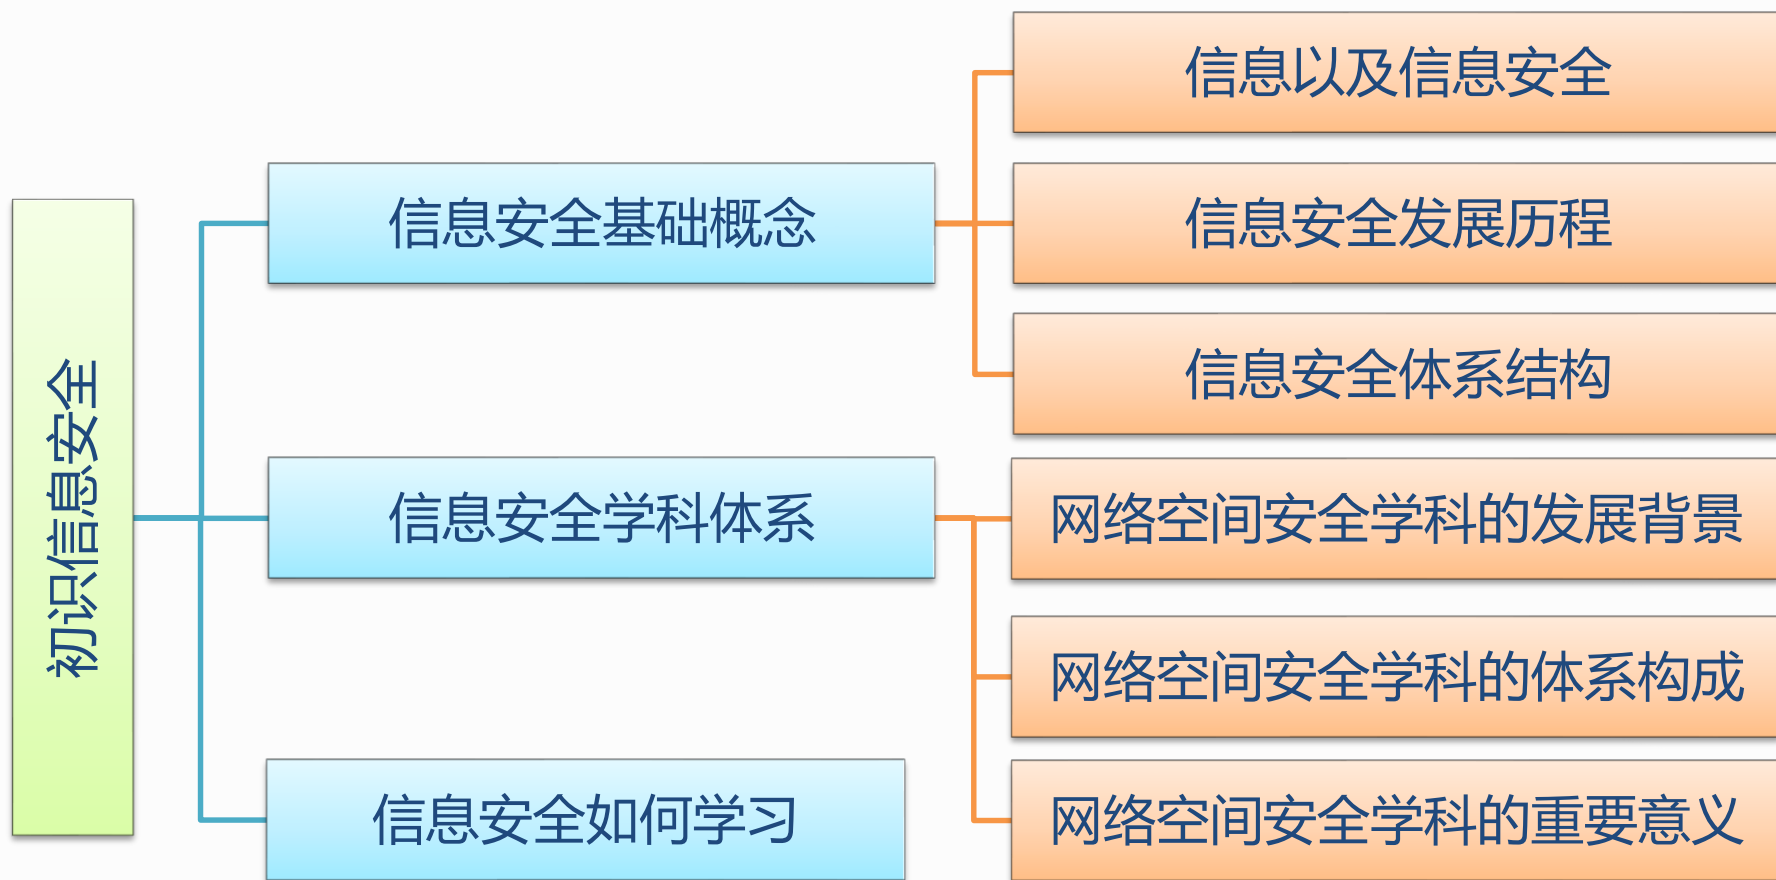 初识信息安全
信息安全基础概念
信息以及信息安全
信息安全发展历程
信息安全体系结构
信息安全学科体系
网络空间安全学科的发展背景
网络空间安全学科的体系构成
网络空间安全学科的重要意义
信息安全如何学习